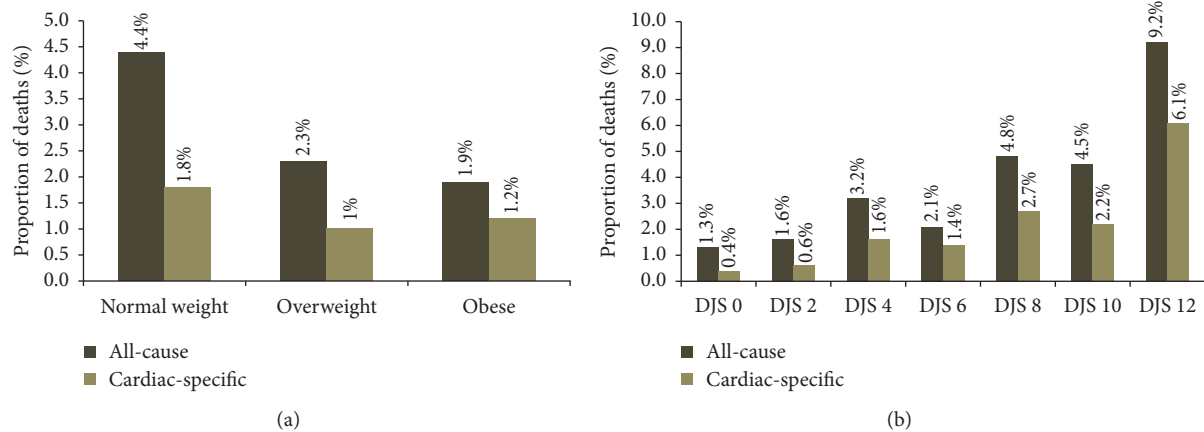 Proportion of deaths (%)
5.0
4.5
4.0
3.5
3.0
2.5
2.0
1.5
1.0
0.5
0.0
4.4%
1.8%
2.3%
1%
1.9%
1.2%
Normal weight
Overweight
Obese
All-cause
Cardiac-specific
(a)
Proportion of deaths (%)
10.0
9.0
8.0
7.0
6.0
5.0
4.0
3.0
2.0
1.0
0.0
1.3%
0.4%
1.6%
0.6%
3.2%
1.6%
2.1%
1.4%
4.8%
2.7%
4.5%
2.2%
9.2%
6.1%
DJS 0
DJS 2
DJS 4
DJS 6
DJS 8
DJS 10
DJS 12
All-cause
Cardiac-specific
(b)